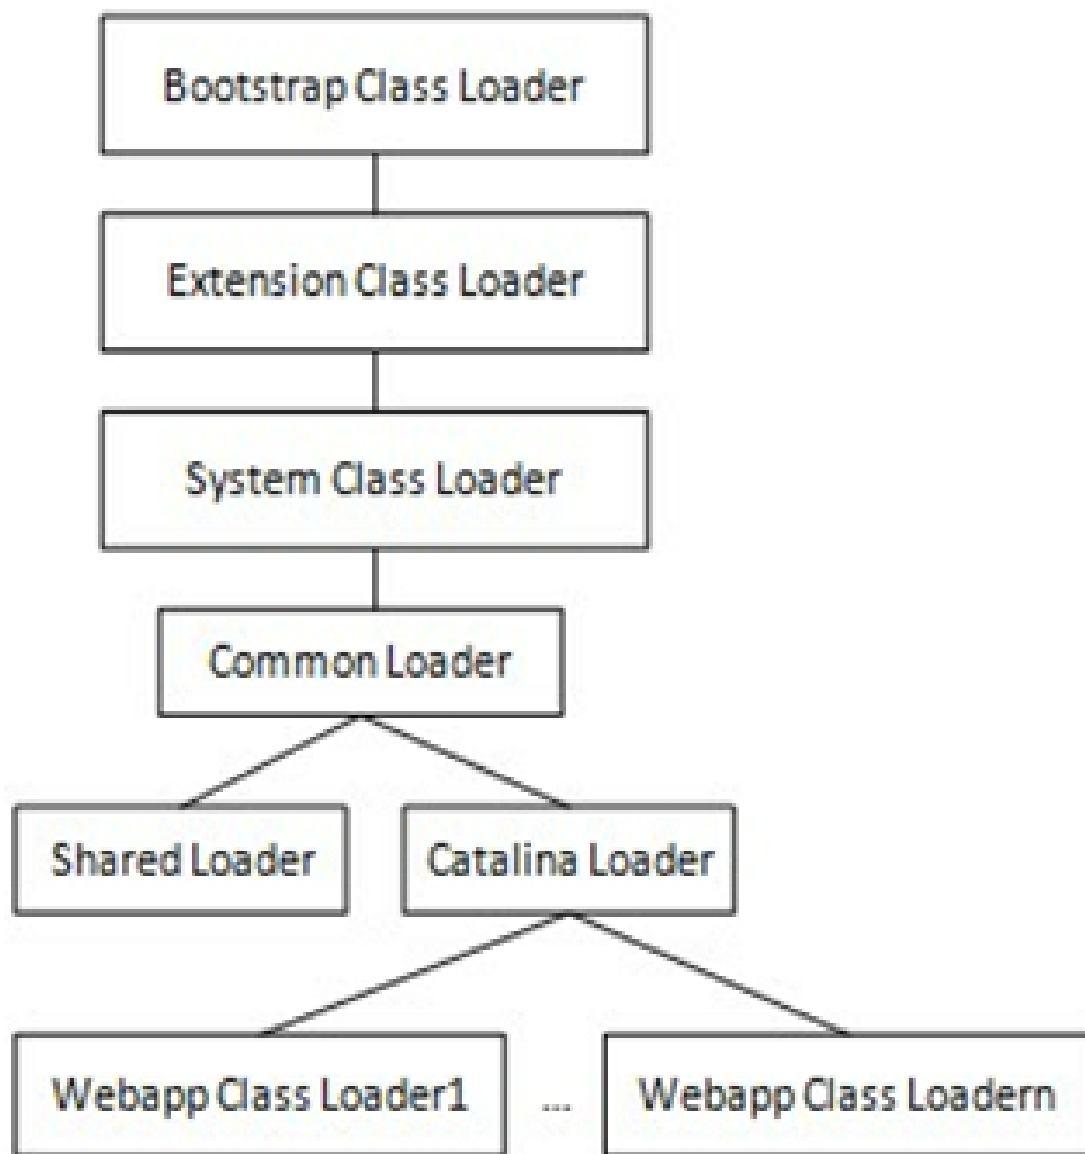 Bootstrap Class Loader
Extension Class Loader
System Class Loader
Common Loader
Shared Loader
Catalina Loader
Webapp Class Loader1
...
Webapp Class Loadern